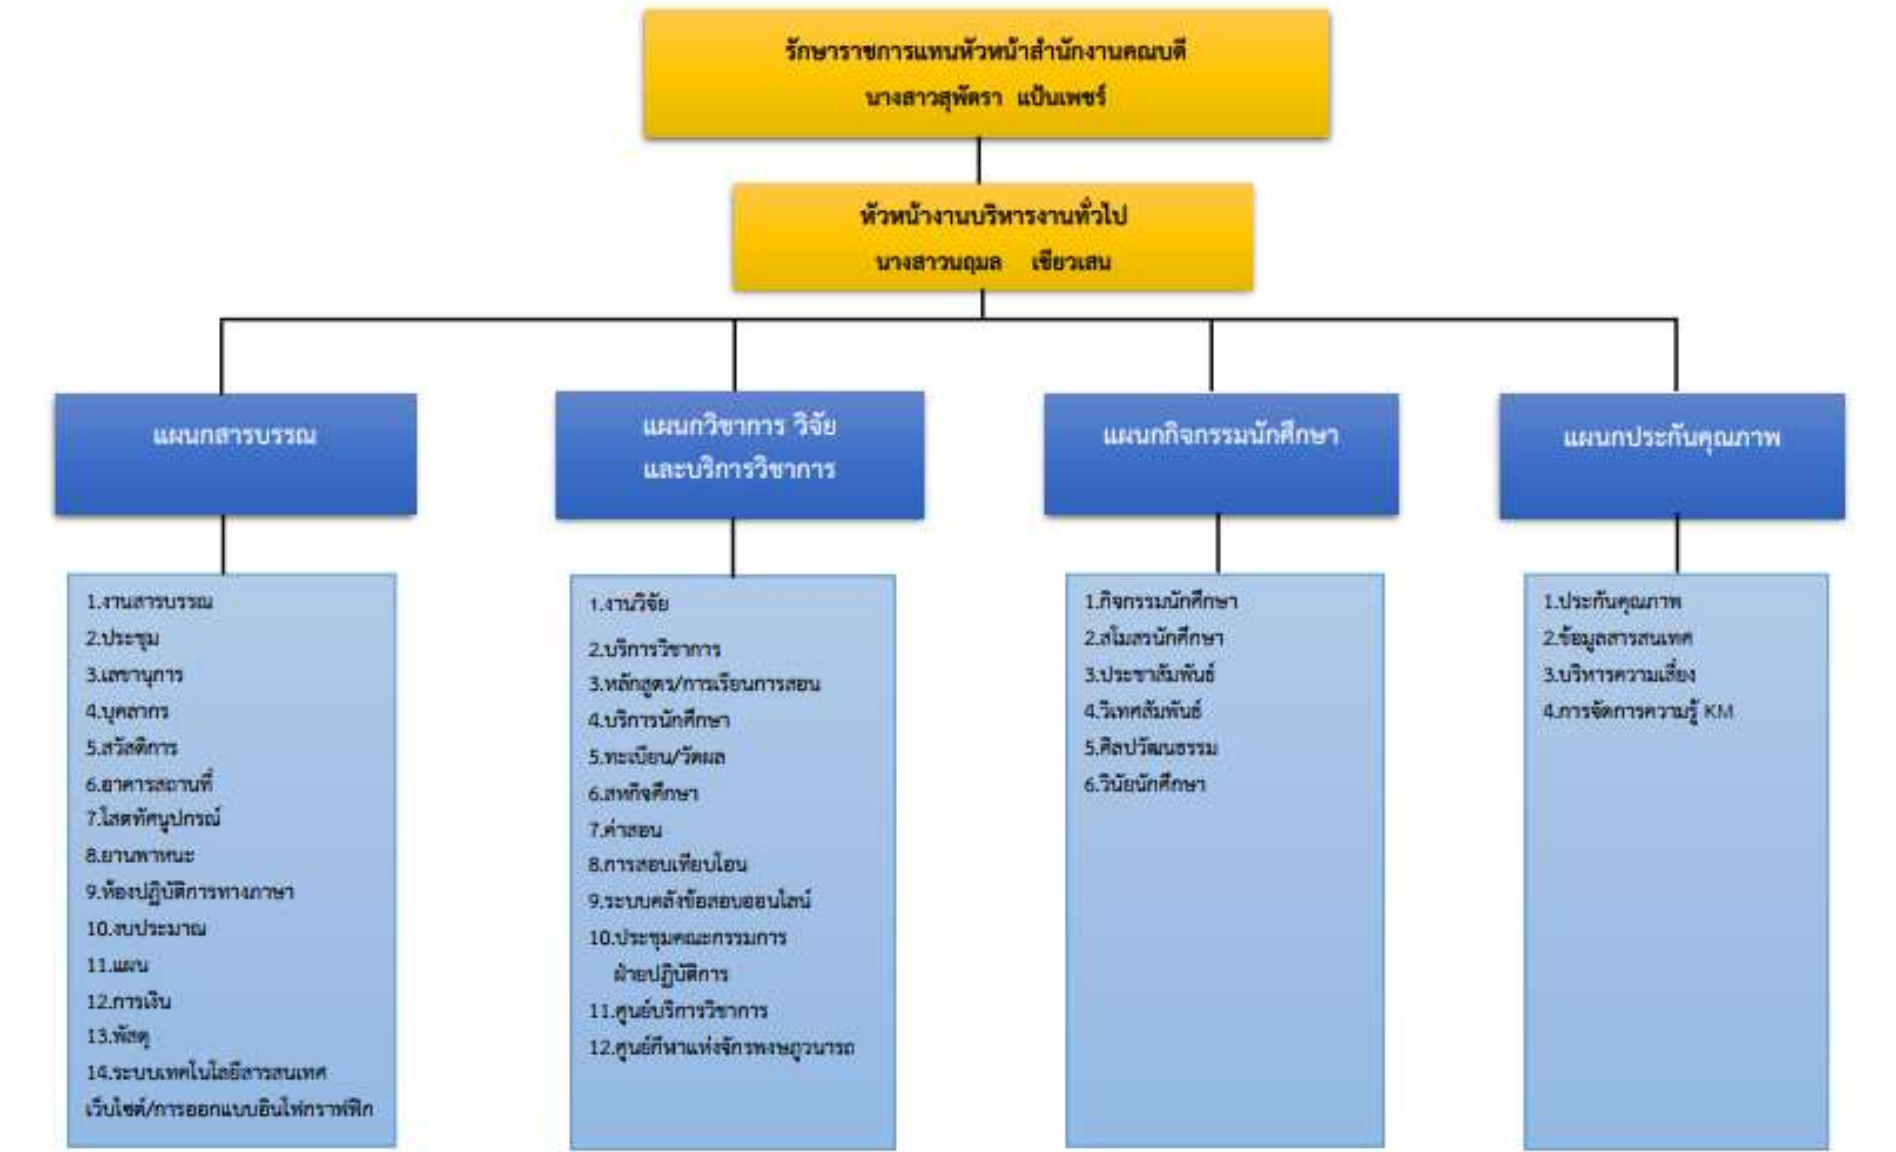 รักษาราชการแทนหัวหน้าสำนักงานคณบดี
นางสาวสุพัตรา แป้นเพชร์
หัวหน้างานบริหารงานทั่วไป
นางสาวนฤมล เขียวเสน
แผนกสารบรรณ
1.งานสารบรรณ
2.ประชุม
3.เลขานุการ
4.บุคลากร
5.สวัสดิการ
6.อาคารสถานที่
7.โสตทัศนูปกรณ์
8.ยานพาหนะ
9.ห้องปฏิบัติการทางภาษา
10.งบประมาณ
11.แผน
12.การเงิน
13.พัสดุ
14.ระบบเทคโนโลยีสารสนเทศ
เว็บไซต์/การออกแบบอินโฟกราฟฟิก
แผนกวิชาการ วิจัย
และบริการวิชาการ
1.งานวิจัย
2.บริการวิชาการ
3.หลักสูตร/การเรียนการสอน
4.บริการนักศึกษา
5.ทะเบียน/วัดผล
6.สหกิจศึกษา
7.ค่าสอน
8.การสอบเทียบโอน
9.ระบบคลังข้อสอบออนไลน์
10.ประชุมคณะกรรมการ
ฝ่ายปฏิบัติการ
11.ศูนย์บริการวิชาการ
12.ศูนย์กีฬาแห่งจักรพงษภูวนารถ
แผนกกิจกรรมนักศึกษา
1.กิจกรรมนักศึกษา
2.สโมสรนักศึกษา
3.ประชาสัมพันธ์
4.วิเทศสัมพันธ์
5.ศิลปวัฒนธรรม
6.วินัยนักศึกษา
แผนกประกันคุณภาพ
1.ประกันคุณภาพ
2.ข้อมูลสารสนเทศ
3.บริหารความเสี่ยง
4.การจัดการความรู้ KM